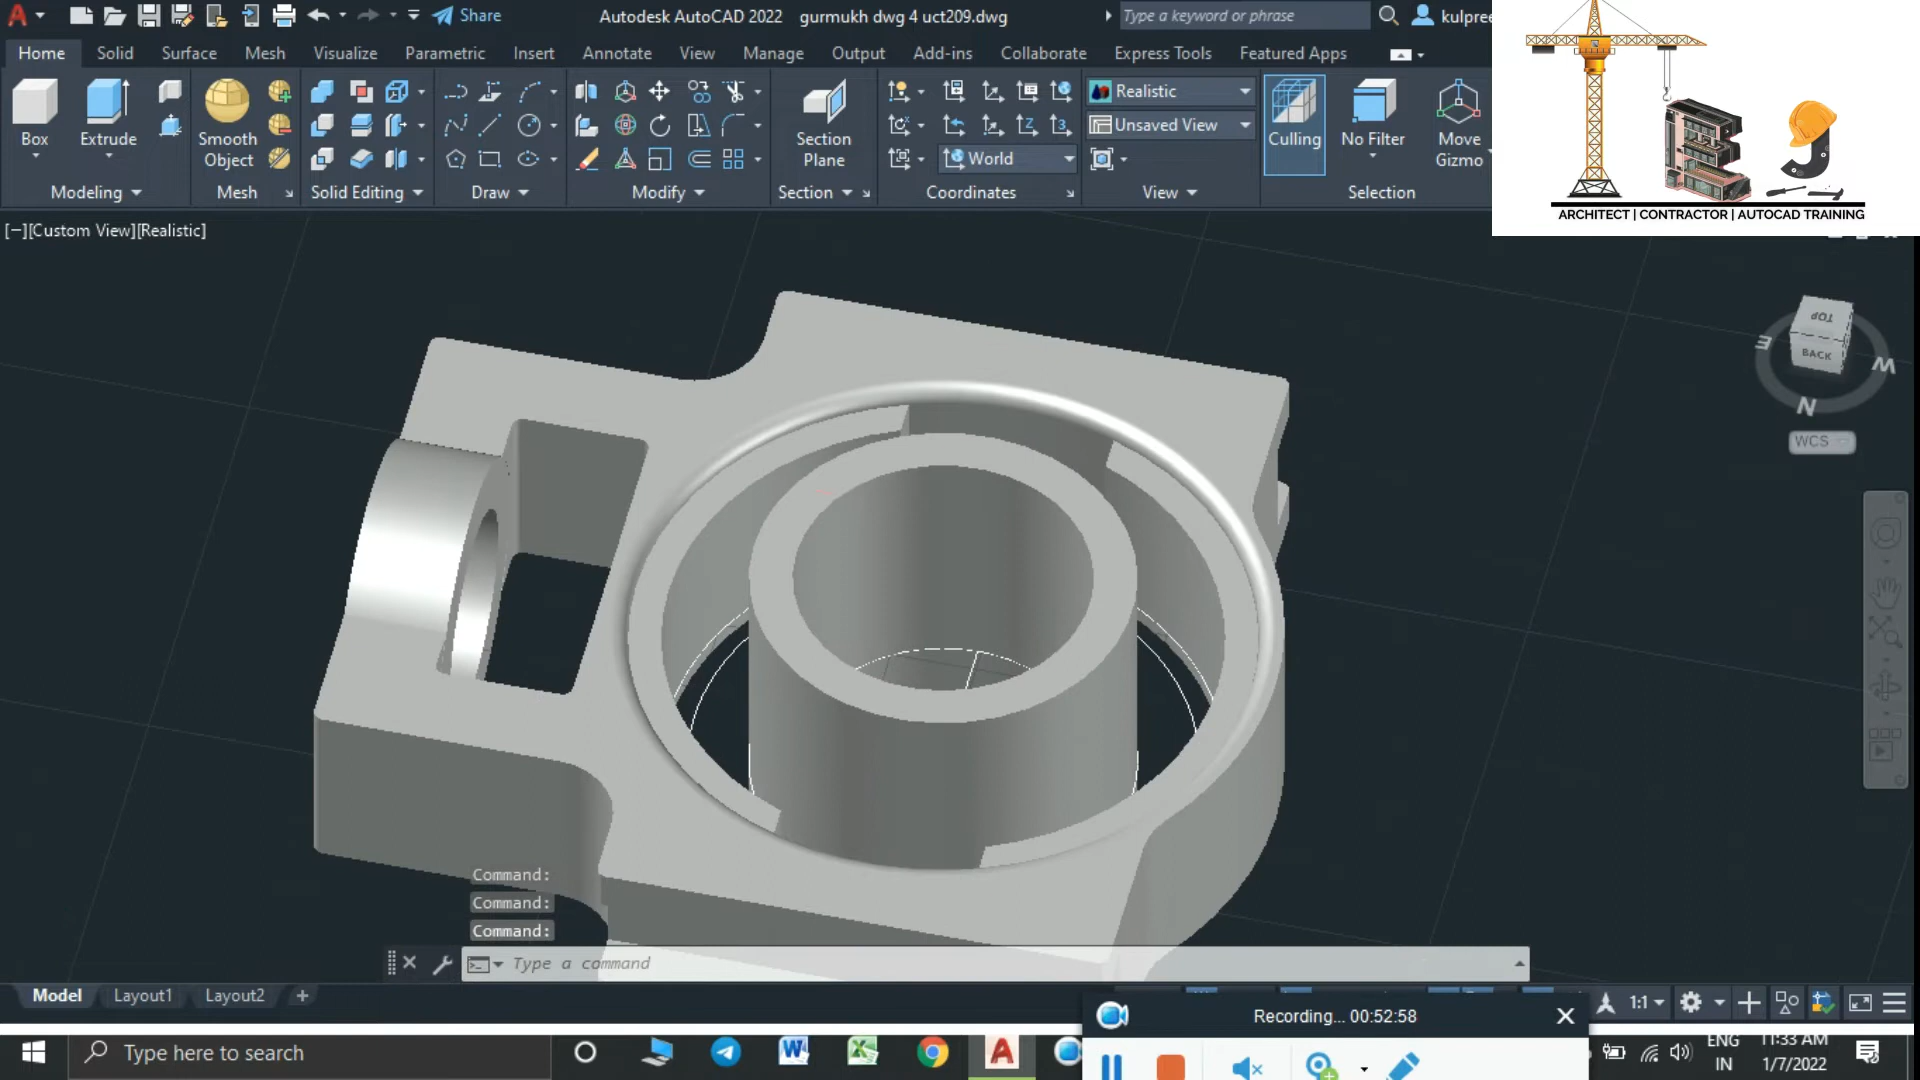 Share
Autodesk AutoCAD 2022 gurmukh dwg 4 uct209.dwg
Type a keyword or phrase
kulpree
Home Solid Surface Mesh Visualize Parametric Insert Annotate View Manage Output Add-ins Collaborate Express Tools Featured Apps
Box
Extrude
Smooth
Object
Section
Plane
Realistic
Unsaved View
World
Culling
No Filter
Move
Gizmo
Modeling
Mesh
Solid Editing
Draw
Modify
Section
Coordinates
View
Selection
ARCHITECT | CONTRACTOR | AUTOCAD TRAINING
[−][Custom View][Realistic]
TOP
BACK
E
W
N
WCS
Command:
Command:
Command:
Type a command
Model Layout1 Layout2 +
1:1
Recording... 00:52:58
Type here to search
ENG
IN
11:33 AM
1/7/2022